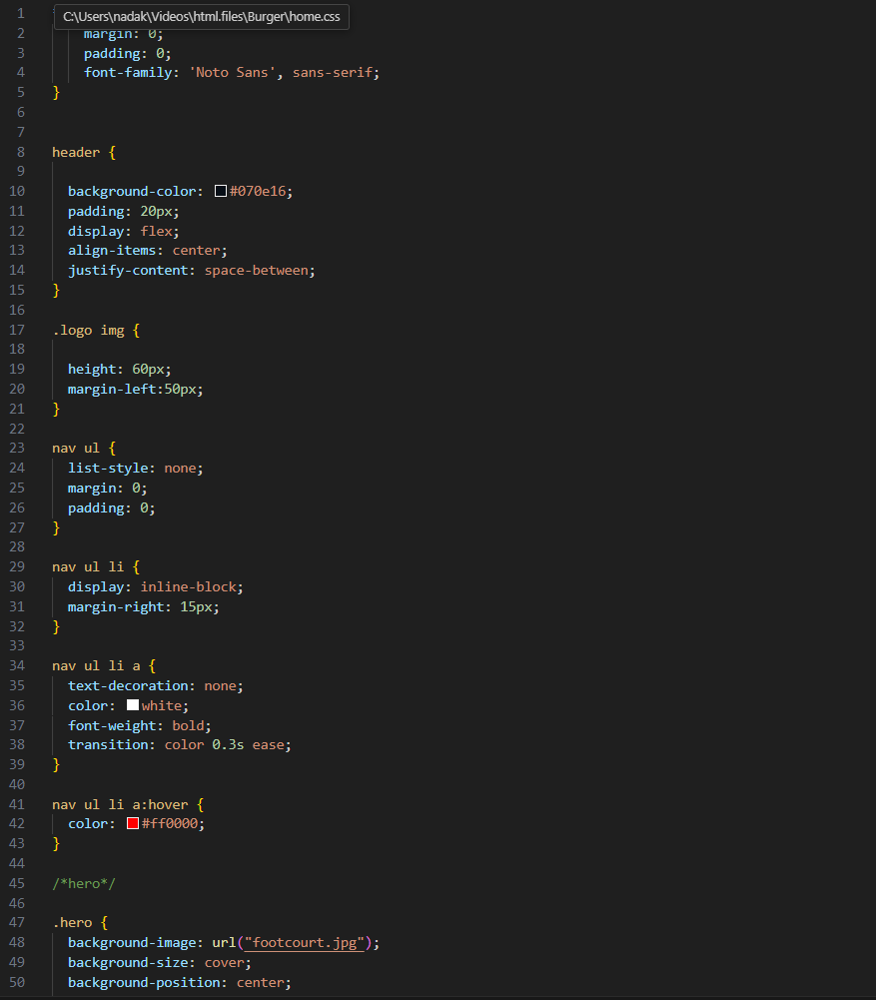 C:\Users\nadak\Videos\html.files\Burger\home.css
1
2 margin: 0;
3 padding: 0;
4 font-family: 'Noto Sans', sans-serif;
5 }
6
7
8 header {
9
10 background-color: #070e16;
11 padding: 20px;
12 display: flex;
13 align-items: center;
14 justify-content: space-between;
15 }
16
17 .logo img {
18
19 height: 60px;
20 margin-left:50px;
21 }
22
23 nav ul {
24 list-style: none;
25 margin: 0;
26 padding: 0;
27 }
28
29 nav ul li {
30 display: inline-block;
31 margin-right: 15px;
32 }
33
34 nav ul li a {
35 text-decoration: none;
36 color: white;
37 font-weight: bold;
38 transition: color 0.3s ease;
39 }
40
41 nav ul li a:hover {
42 color: #ff0000;
43 }
44
45 /*hero*/
46
47 .hero {
48 background-image: url("footcourt.jpg");
49 background-size: cover;
50 background-position: center;